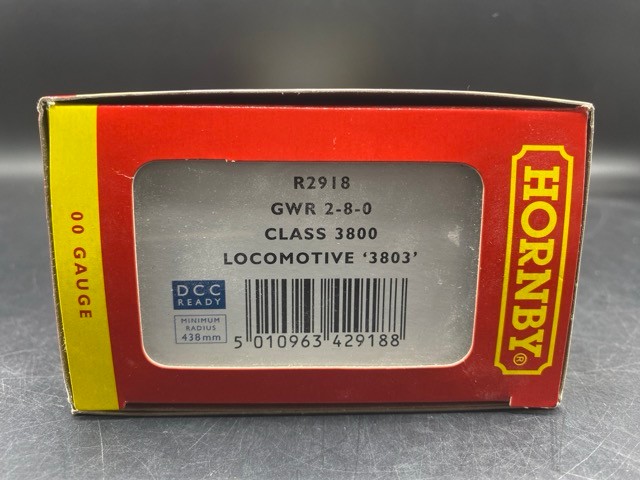 00 GAUGE
R2918
GWR 2-8-0
CLASS 3800
LOCOMOTIVE '3803'
DCC
READY
MINIMUM
RADIUS
438mm
5 010963 429188
HORNBY®